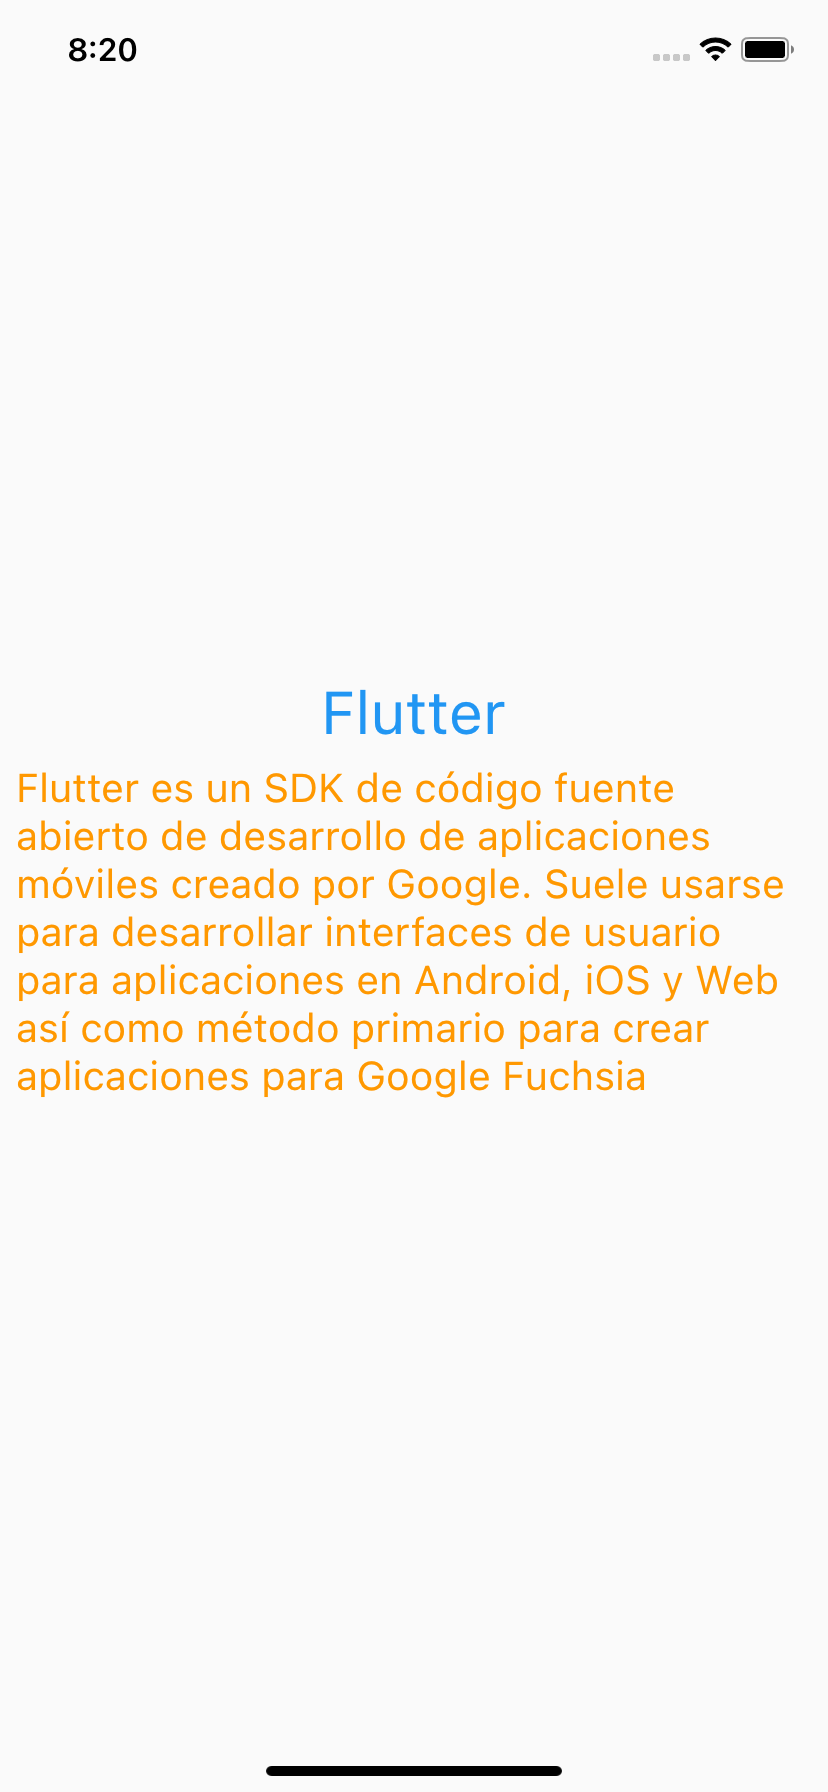 8:20
Flutter
Flutter es un SDK de código fuente
abierto de desarrollo de aplicaciones
móviles creado por Google. Suele usarse
para desarrollar interfaces de usuario
para aplicaciones en Android, iOS y Web
así como método primario para crear
aplicaciones para Google Fuchsia